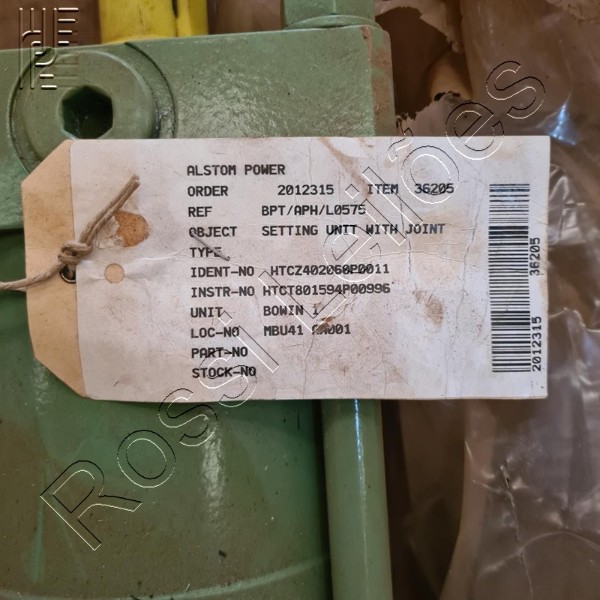 ALSTOM POWER
ORDER 2012315 ITEM 36205
REF BPT/APH/L0575
OBJECT SETTING UNIT WITH JOINT
TYPE
IDENT-NO HTCZ402060P0011
INSTR-NO HTCT801594P00996
UNIT BOWIN 1
LOC-NO MBU41
PART-NO
STOCK-NO
2012315 36205
Rossi Leilões